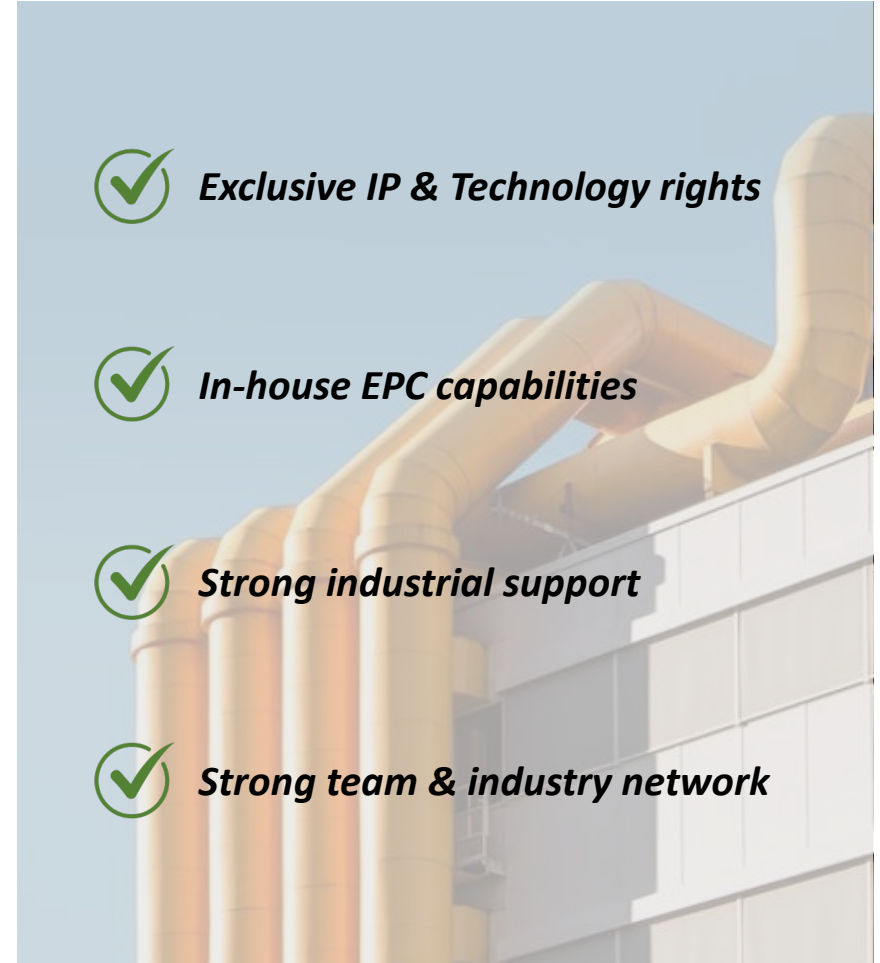 Exclusive IP & Technology rights
In-house EPC capabilities
Strong industrial support
Strong team & industry network